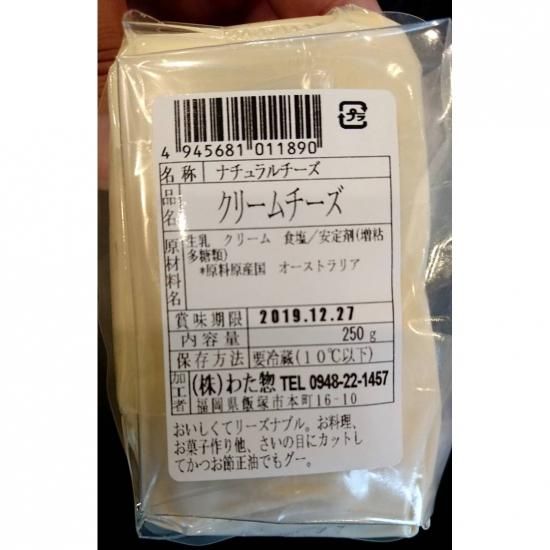 プラ
4 945681 011890
名称 ナチュラルチーズ
品名 クリームチーズ
原材料名 生乳 クリーム 食塩／安定剤(増粘
多糖類)
*原料原産国 オーストラリア
賞味期限 2019.12.27
内容量 250g
保存方法 要冷蔵(10℃以下)
加工者 (株)わた惣 TEL 0948-22-1457
福岡県飯塚市本町16-10
おいしくてリーズナブル。お料理、
お菓子作り他、さいの目にカットし
てかつお節正油でもグー。